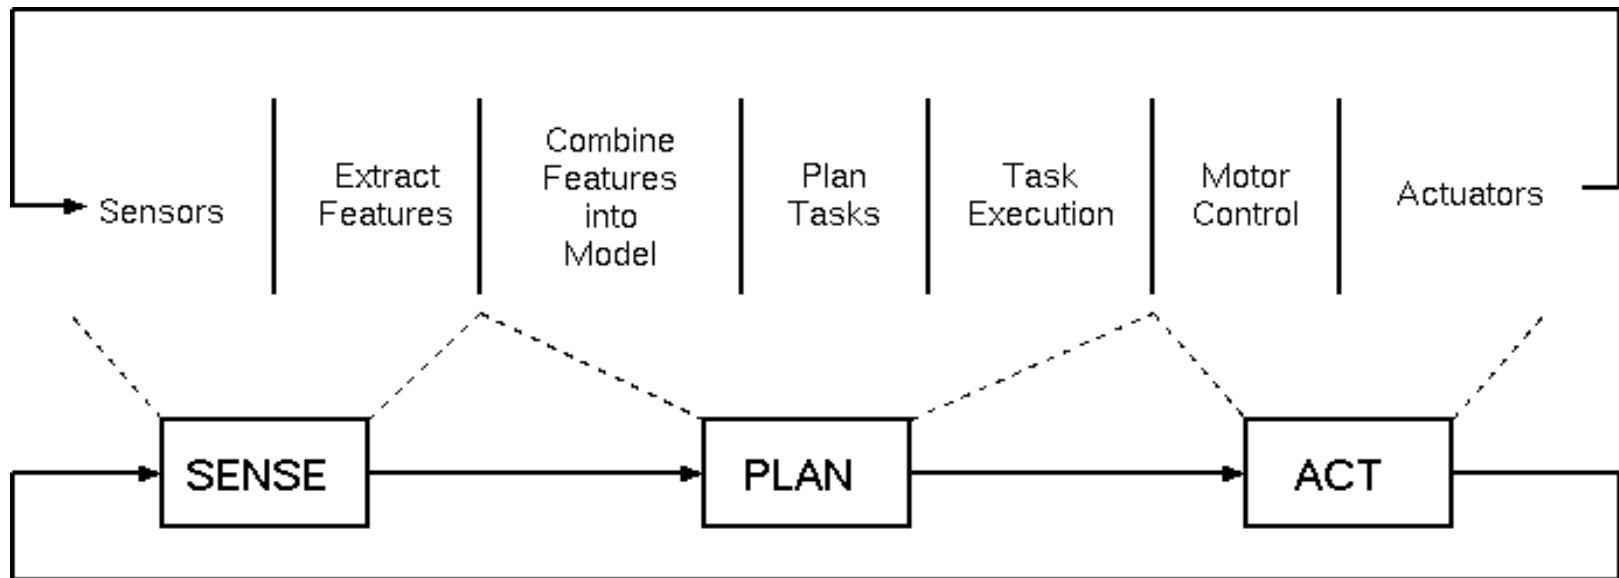 Sensors
Extract
Features
Combine
Features
into
Model
Plan
Tasks
Task
Execution
Motor
Control
Actuators
SENSE
PLAN
ACT